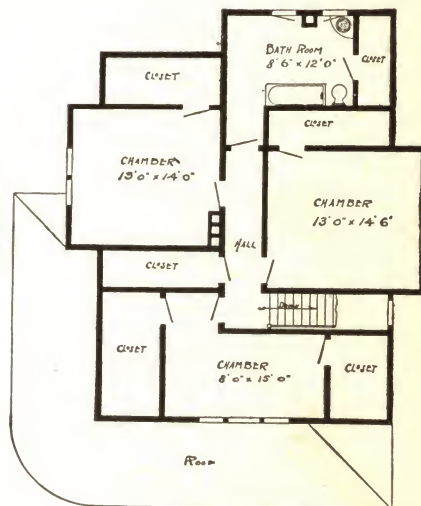 BATH ROOM
8'6" x 12'0"
CLOSET
CLOSET
CLOSET
CHAMBER
13'0" x 14'0"
CHAMBER
13'0" x 14'6"
HALL
CLOSET
DOWN
CLOSET
CHAMBER
8'0" x 15'0"
CLOSET
ROOF